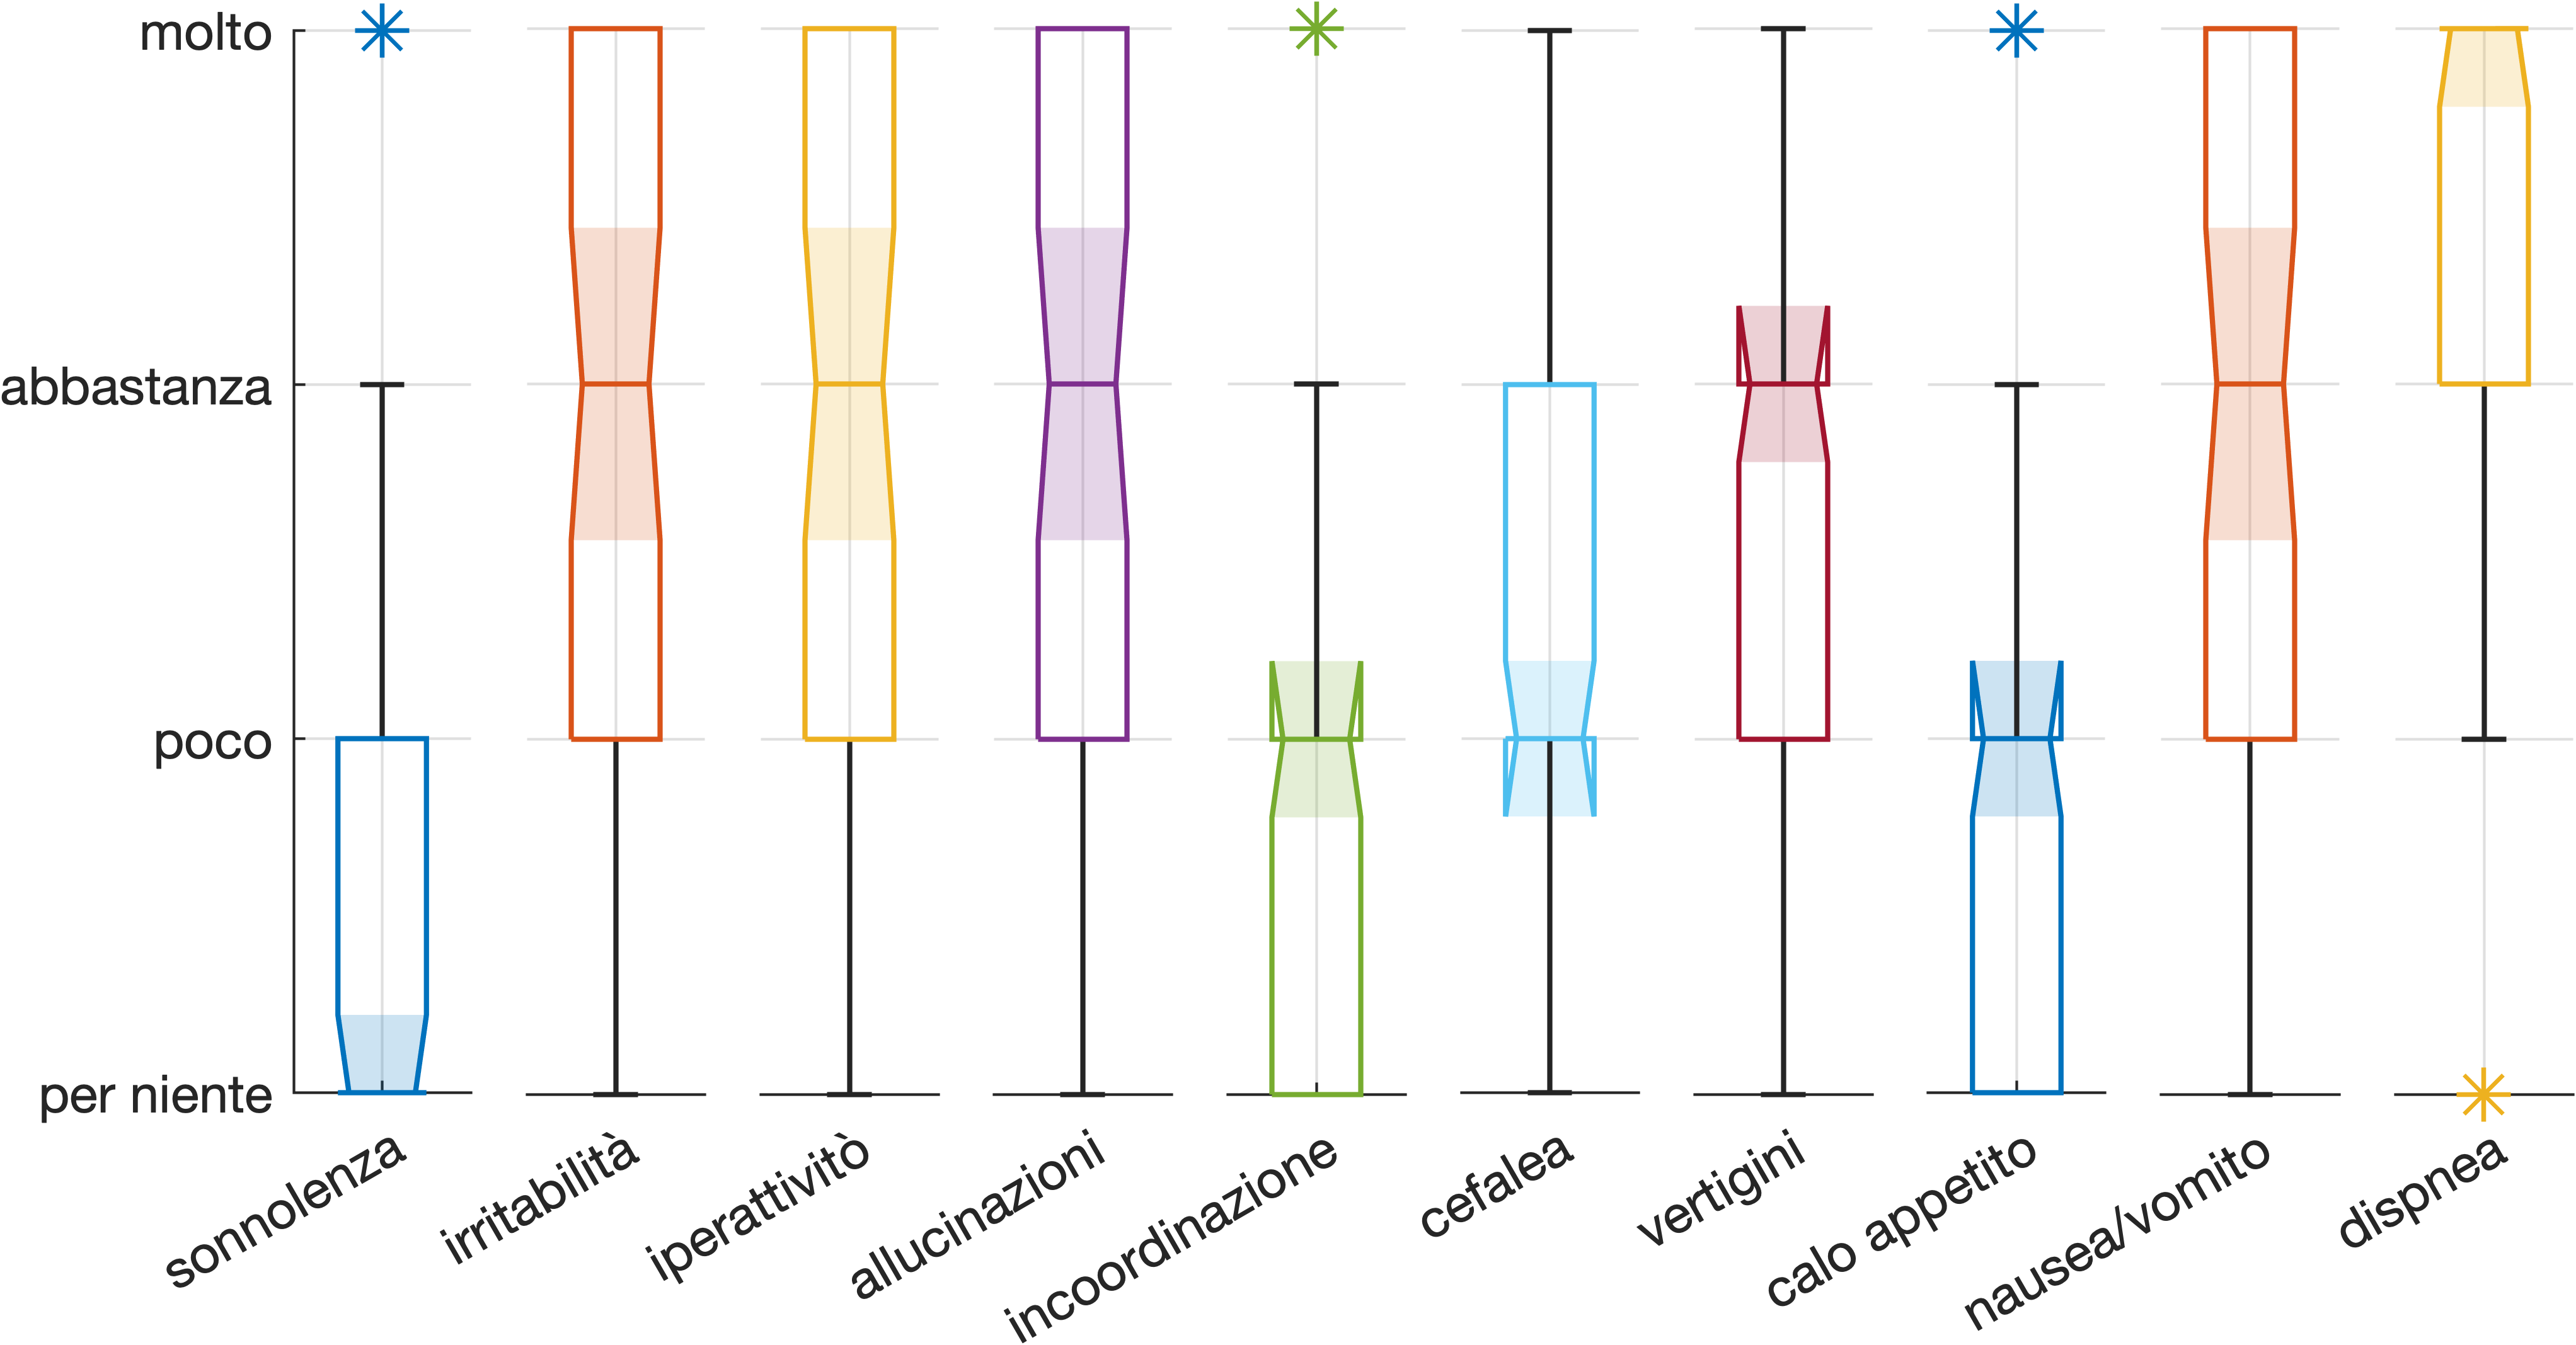 molto
abbastanza
poco
per niente
sonnolenza
irritabilità
iperattivitò
allucinazioni
incoordinazione
cefalea
vertigini
calo appetito
nausea/vomito
dispnea